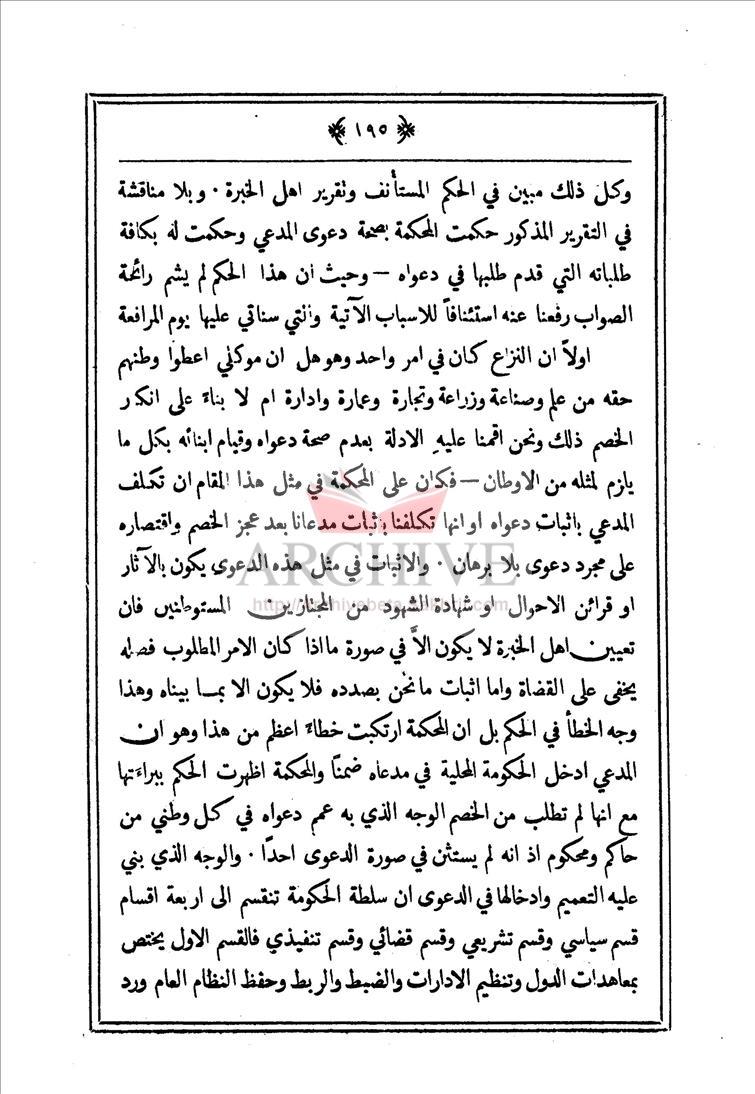 ١٩٥
وكل ذلك مبين في الحكم المستأنف وتقرير اهل الخبرة ٠ وبلا مناقشة
في التقرير المذكور حكمت المحكمة بصحة دعوى المدعي وحكمت له بكافة
طلباته التي قدم طلبها في دعواه – وحيث ان هذا الحكم لم يشم رائحة
الصواب رفعنا عنه استئنافاً للاسباب الآتية والتي سناتي عليها يوم المرافعة
اولاً ان النزاع كان في امر واحد وهو هل ان موكلي اعطوا وطنهم
حقه من علم وصناعة وزراعة وتجارة وعمارة وادارة ام لا بناءً على انكار
الخصم ذلك ونحن اقمنا عليه الادلة بعدم صحة دعواه وقيام ابنائه بكل ما
يلزم لمثله من الاوطان – فكان على المحكمة في مثل هذا المقام ان تكلف
المدعي باثبات دعواه او انها تكلفنا باثبات مدعانا بعد عجز الخصم واقتصاره
على مجرد دعوى بلا برهان ٠ والاثبات في مثل هذه الدعوى يكون بالآثار
او قرائن الاحوال او شهادة الشهود من المجتازين المستوطنين فان
تعيين اهل الخبرة لا يكون الاَّ في صورة ما اذا كان الامر المطلوب فصله
يخفى على القضاة واما اثبات ما نحن بصدده فلا يكون الا بما بيناه وهذا
وجه الخطأ في الحكم بل ان المحكمة ارتكبت خطاءً اعظم من هذا وهو ان
المدعي ادخل الحكومة المحلية في مدعاه ضمناً والمحكمة اظهرت الحكم ببراءتها
مع انها لم تطلب من الخصم الوجه الذي به عمم دعواه في كل وطني من
حاكم ومحكوم اذ انه لم يستثن في صورة الدعوى احداً ٠ والوجه الذي بني
عليه التعميم وادخالها في الدعوى ان سلطة الحكومة تنقسم الى اربعة اقسام
قسم سياسي وقسم تشريعي وقسم قضائي وقسم تنفيذي فالقسم الاول يختص
بمعاهدات الدول وتنظيم الادارات والضبط والربط وحفظ النظام العام ورد
ARCHIVE